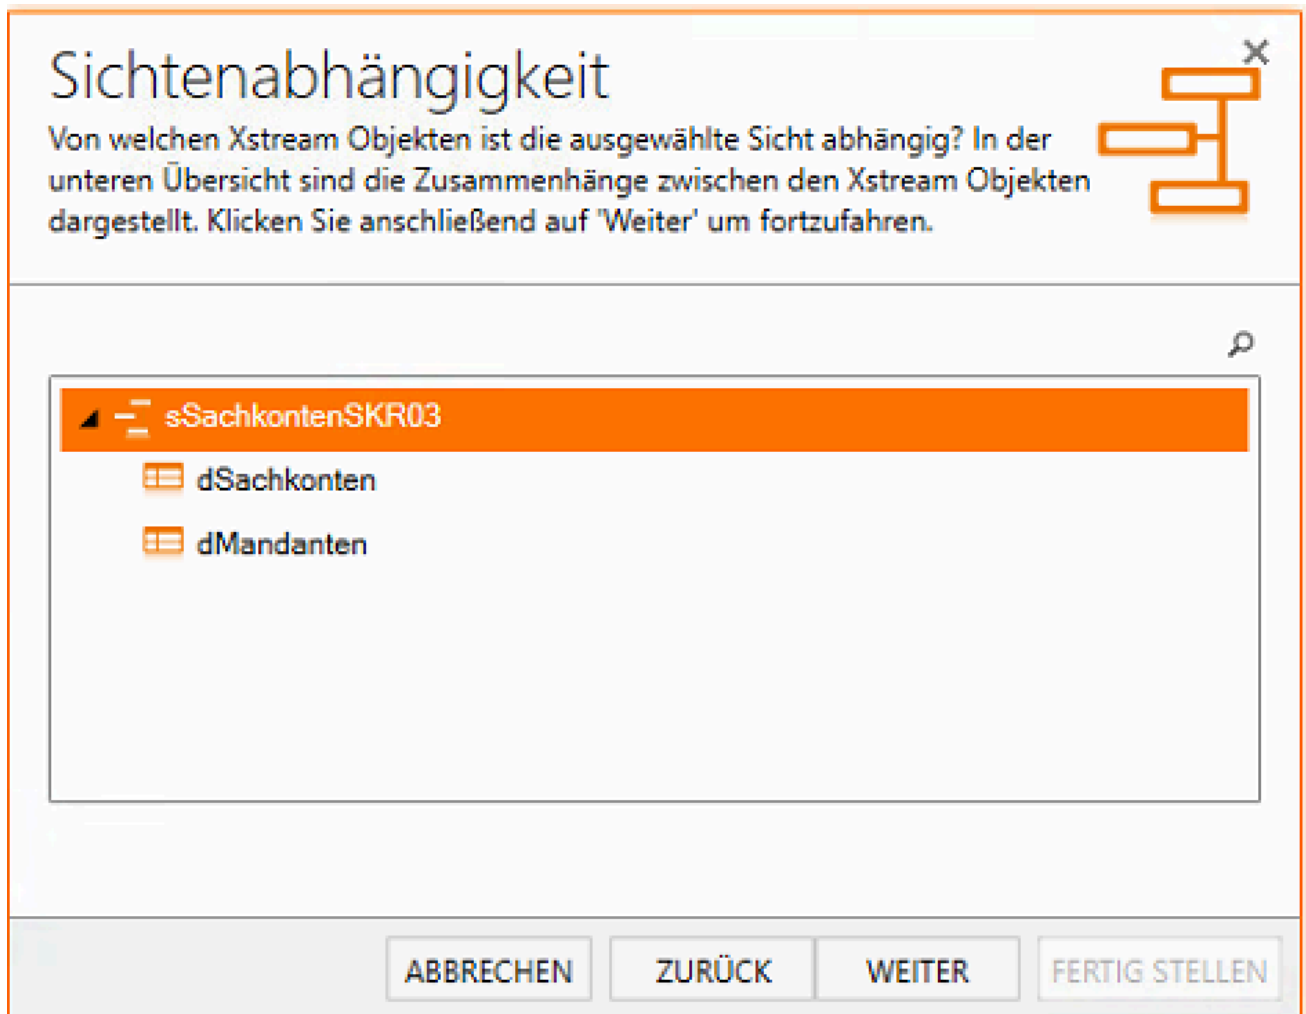 Sichtenabhängigkeit
Von welchen Xstream Objekten ist die ausgewählte Sicht abhängig? In der
unteren Übersicht sind die Zusammenhänge zwischen den Xstream Objekten
dargestellt. Klicken Sie anschließend auf 'Weiter' um fortzufahren.
sSachkontenSKR03
dSachkonten
dMandanten
ABBRECHEN ZURÜCK WEITER FERTIG STELLEN